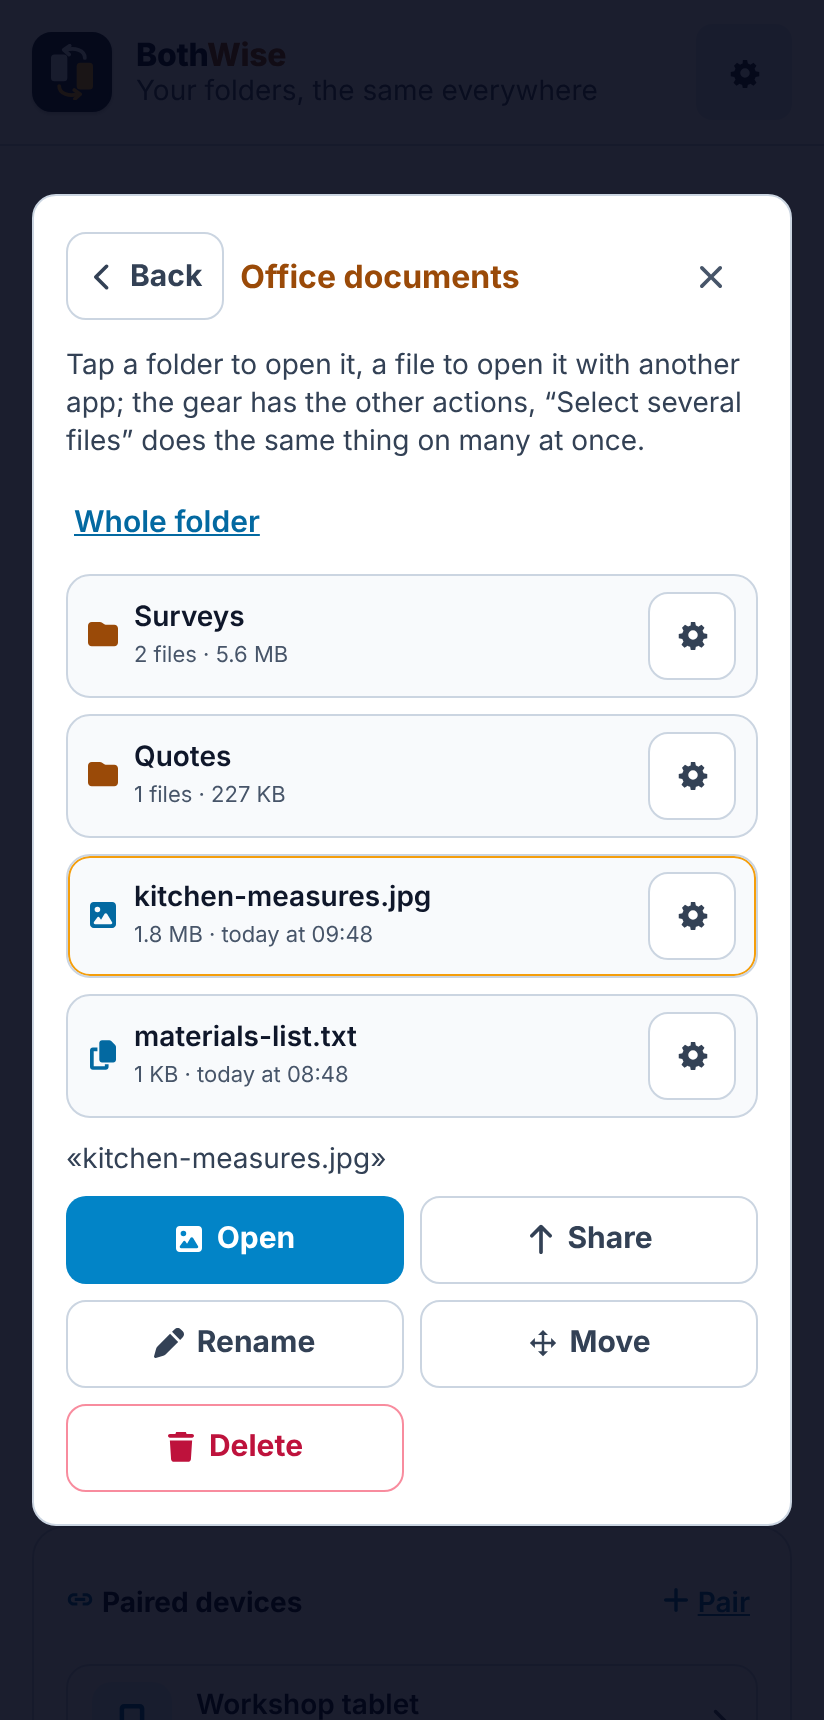 BothWise
Your folders, the same everywhere
Back
Office documents
Tap a folder to open it, a file to open it with another
app; the gear has the other actions, “Select several
files” does the same thing on many at once.
Whole folder
Surveys
2 files · 5.6 MB
Quotes
1 files · 227 KB
kitchen-measures.jpg
1.8 MB · today at 09:48
materials-list.txt
1 KB · today at 08:48
«kitchen-measures.jpg»
Open
Share
Rename
Move
Delete
Paired devices
Pair
Workshop tablet